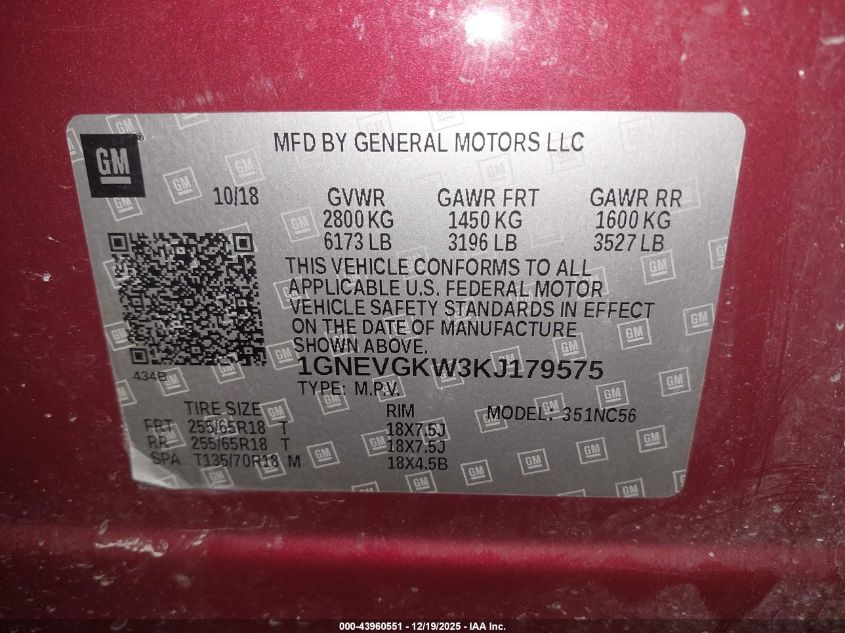 GM
MFD BY GENERAL MOTORS LLC
10/18
GVWR
2800 KG
6173 LB
GAWR FRT
1450 KG
3196 LB
GAWR RR
1600 KG
3527 LB
THIS VEHICLE CONFORMS TO ALL
APPLICABLE U.S. FEDERAL MOTOR
VEHICLE SAFETY STANDARDS IN EFFECT
ON THE DATE OF MANUFACTURE
SHOWN ABOVE.
434B
1GNEVGKW3KJ179575
TYPE: M.P.V.
TIRE SIZE RIM MODEL: 351NC56
FRT 255/65R18 T 18X7.5J
RR 255/65R18 T 18X7.5J
SPA T135/70R18 M 18X4.5B
000-43960551 - 12/19/2025 - IAA Inc.